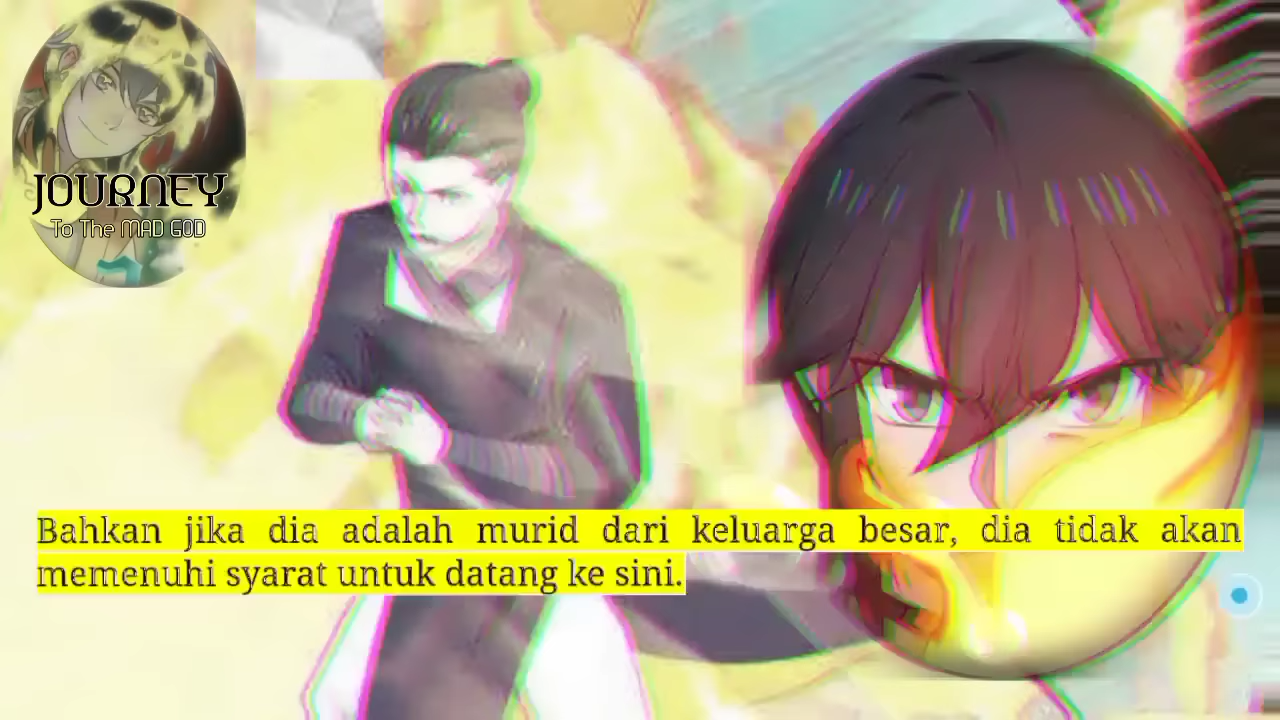 JOURNEY
To The MAD GOD
Bahkan jika dia adalah murid dari keluarga besar, dia tidak akan
memenuhi syarat untuk datang ke sini.